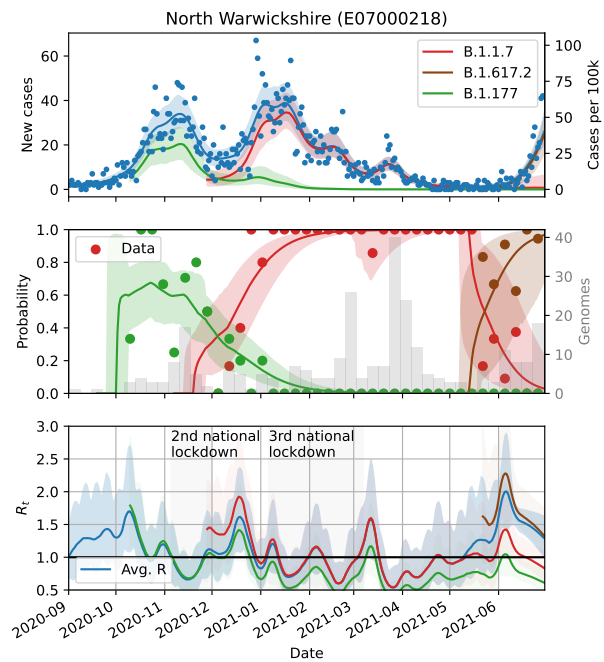 North Warwickshire (E07000218)
60
40
20
0
New cases
100
75
50
25
0
Cases per 100k
B.1.1.7
B.1.617.2
B.1.177
1.0
0.8
0.6
0.4
0.2
0.0
Probability
Data
40
30
20
10
0
Genomes
3.0
2.5
2.0
1.5
1.0
0.5
Rt
2nd national
lockdown
3rd national
lockdown
Avg. R
2020-09
2020-10
2020-11
2020-12
2021-01
2021-02
2021-03
2021-04
2021-05
2021-06
Date